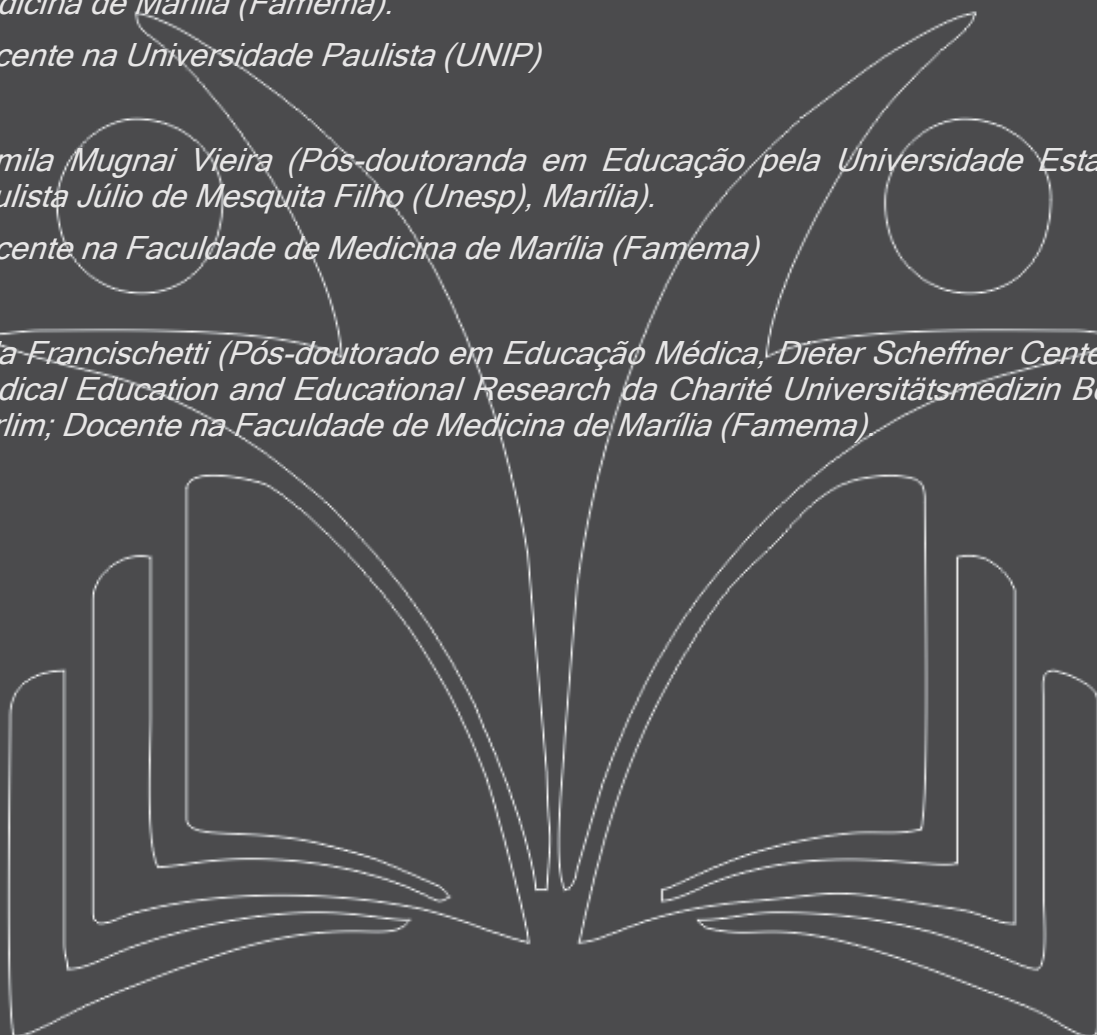 dicina de Marília (Famema).
cente na Universidade Paulista (UNIP)
mila Mugnai Vieira (Pós-doutoranda em Educação pela Universidade Esta
ulista Júlio de Mesquita Filho (Unesp), Marília).
cente na Faculdade de Medicina de Marília (Famema)
a Francischetti (Pós-doutorado em Educação Médica, Dieter Scheffner Cente
dical Education and Educational Research da Charité Universitätsmedizin Be
rlim; Docente na Faculdade de Medicina de Marília (Famema).